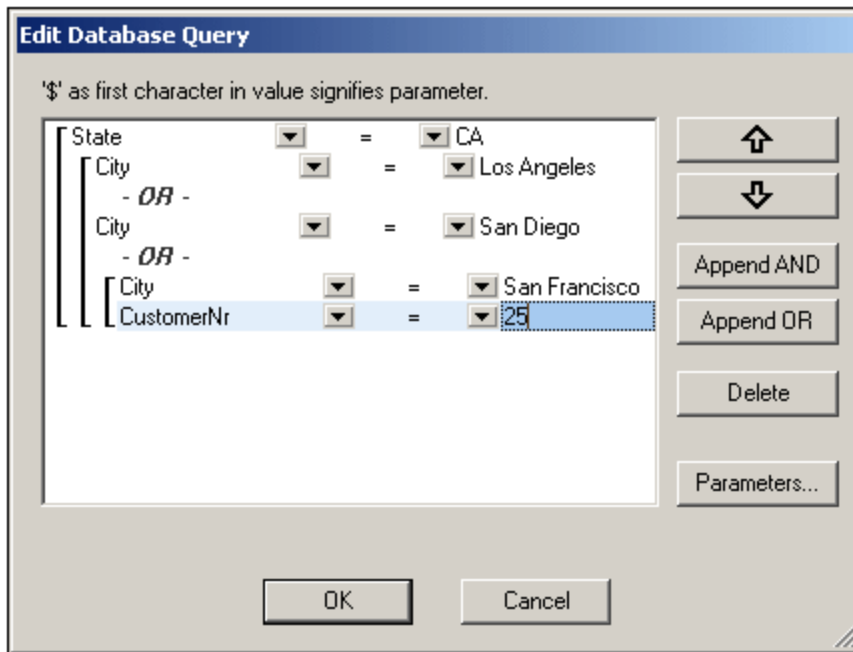 Edit Database Query
'$' as first character in value signifies parameter.
State = CA
City = Los Angeles
- OR -
City = San Diego
- OR -
City = San Francisco
CustomerNr = 25
Append AND
Append OR
Delete
Parameters...
OK Cancel